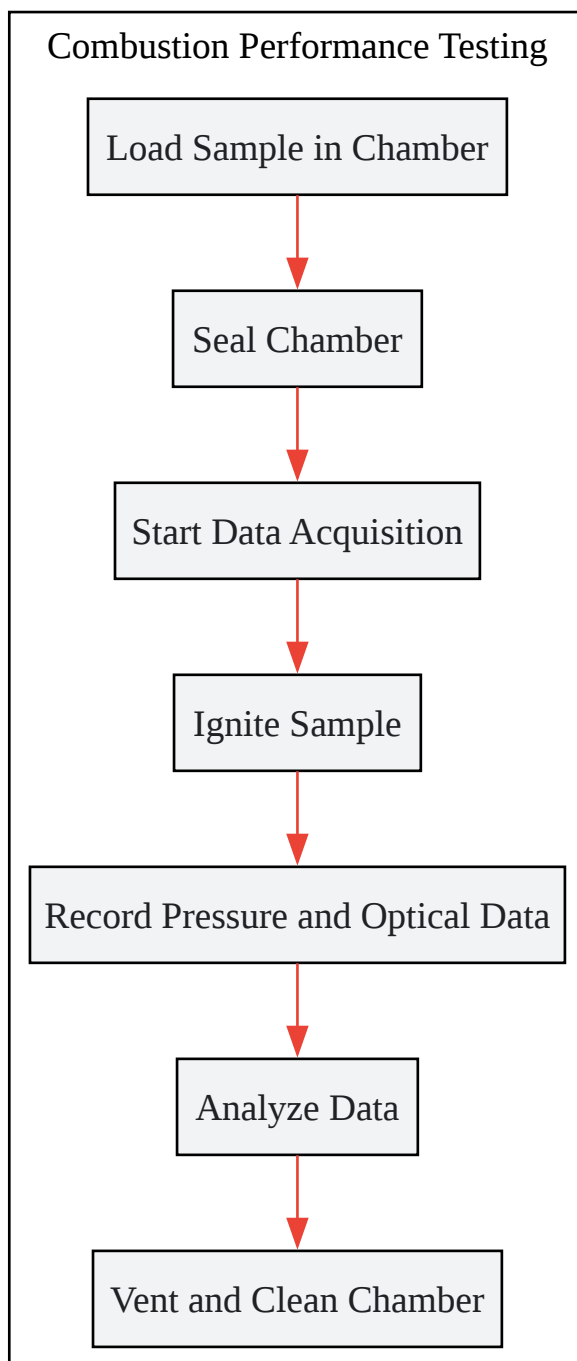 Combustion Performance Testing
Load Sample in Chamber
Seal Chamber
Start Data Acquisition
Ignite Sample
Record Pressure and Optical Data
Analyze Data
Vent and Clean Chamber